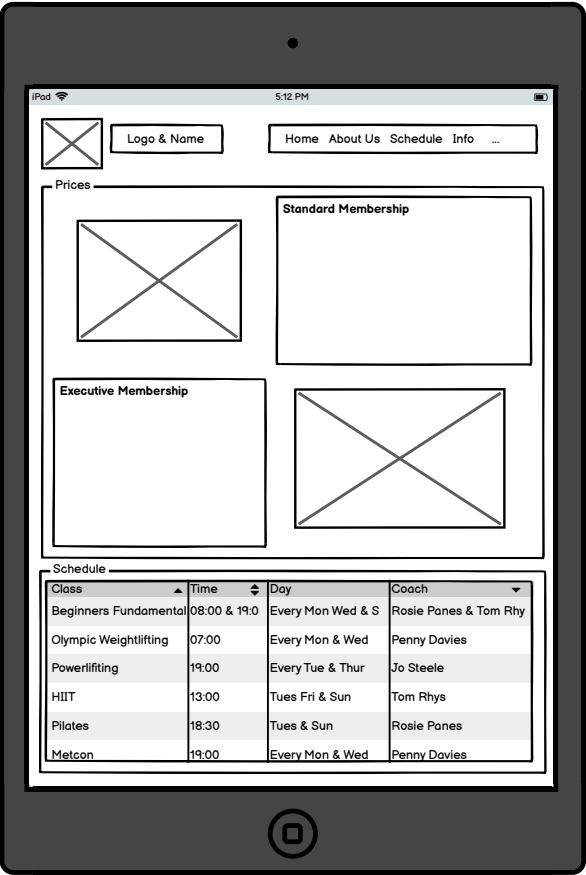 iPad 5:12 PM
Logo & Name
Home About Us Schedule Info ...
Prices
Standard Membership
Executive Membership
Schedule
Class Time Day Coach
Beginners Fundamental 08:00 & 19:0 Every Mon Wed & S Rosie Panes & Tom Rhy
Olympic Weightlifting 07:00 Every Mon & Wed Penny Davies
Powerlifiting 19:00 Every Tue & Thur Jo Steele
HIIT 13:00 Tues Fri & Sun Tom Rhys
Pilates 18:30 Tues & Sun Rosie Panes
Metcon 19:00 Every Mon & Wed Penny Davies